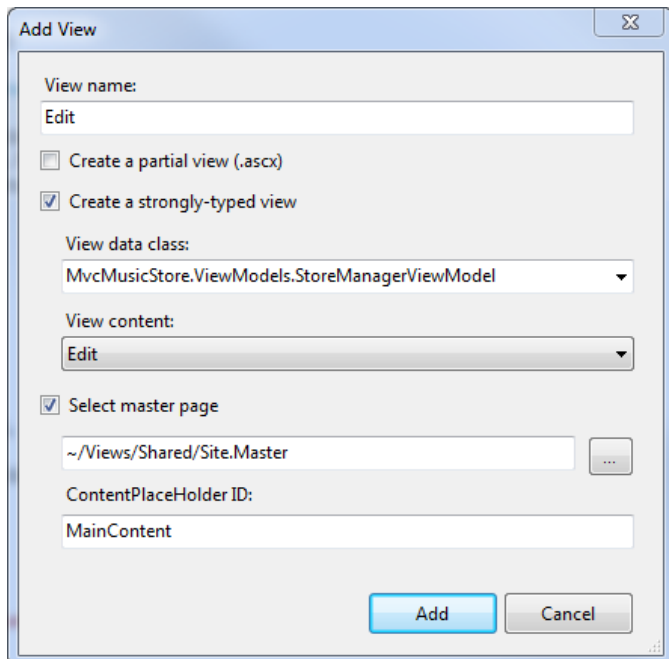 Add View
View name:
Edit
Create a partial view (.ascx)
Create a strongly-typed view
View data class:
MvcMusicStore.ViewModels.StoreManagerViewModel
View content:
Edit
Select master page
~/Views/Shared/Site.Master
...
ContentPlaceHolder ID:
MainContent
Add Cancel